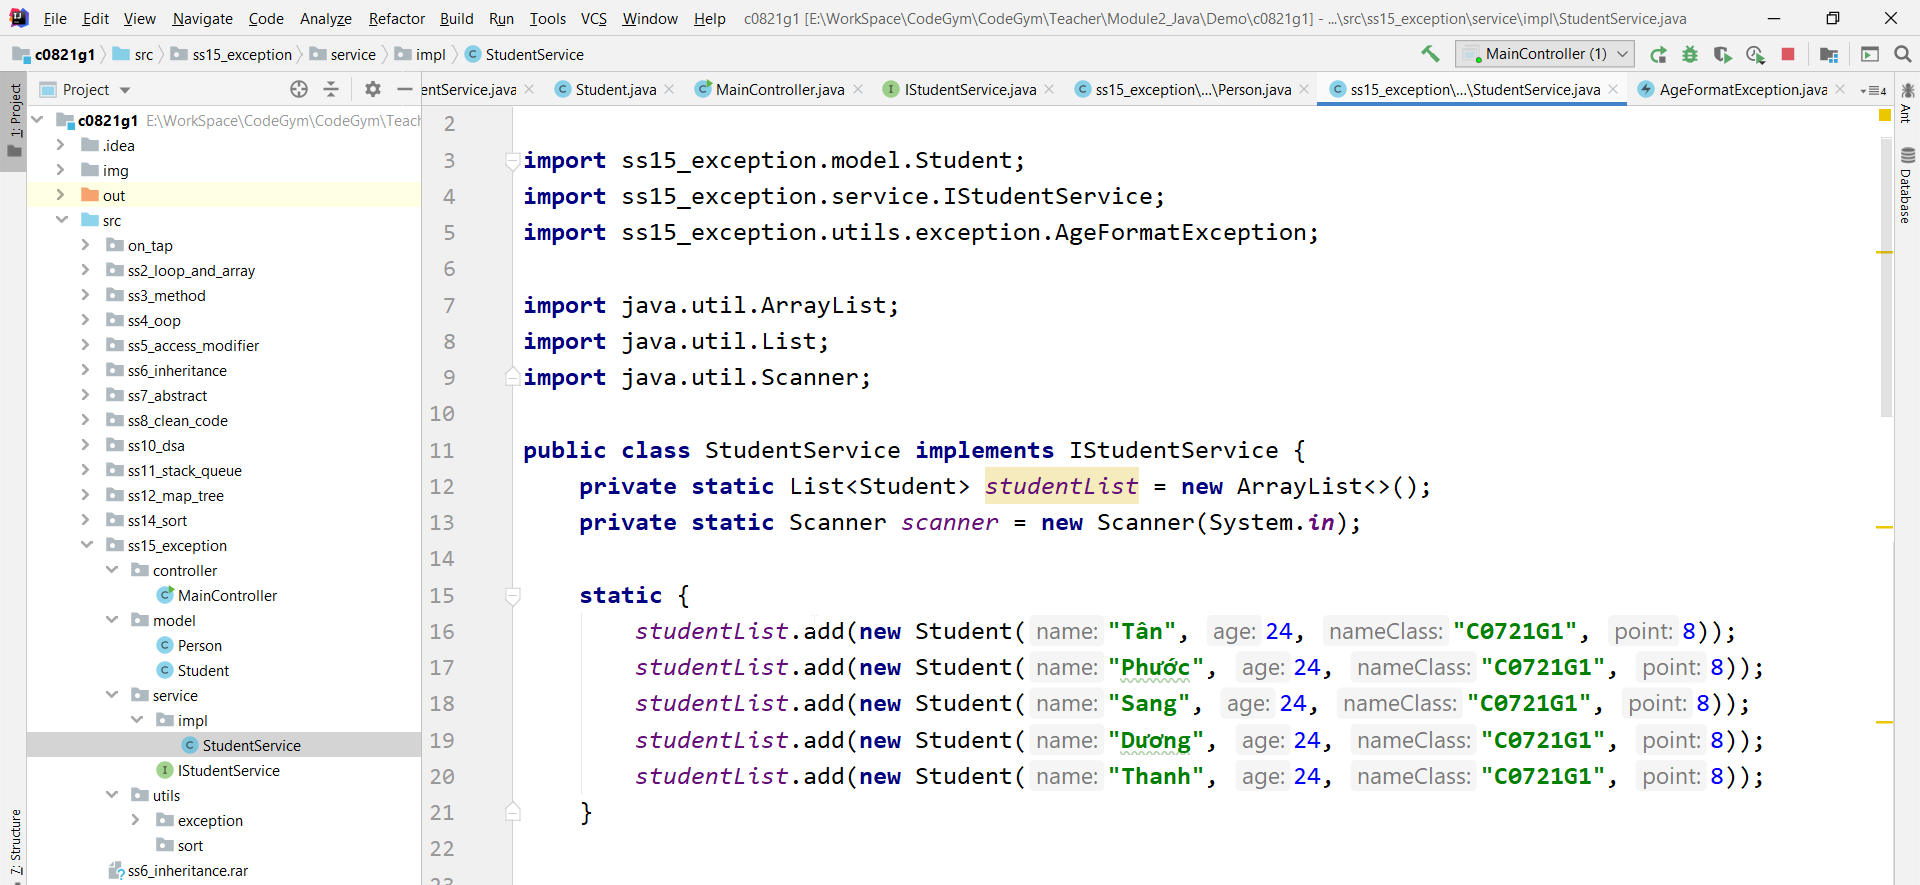 File Edit View Navigate Code Analyze Refactor Build Run Tools VCS Window Help c0821g1 [E:\WorkSpace\CodeGym\CodeGym\Teacher\Module2_Java\Demo\c0821g1] - ...\src\ss15_exception\service\impl\StudentService.java
c0821g1 src ss15_exception service impl StudentService MainController (1)
Project entService.java Student.java MainController.java IStudentService.java ss15_exception\...\Person.java ss15_exception\...\StudentService.java AgeFormatException.java 4
1: Project
7: Structure
Ant
Database
c0821g1 E:\WorkSpace\CodeGym\CodeGym\Teach
.idea
img
out
src
on_tap
ss2_loop_and_array
ss3_method
ss4_oop
ss5_access_modifier
ss6_inheritance
ss7_abstract
ss8_clean_code
ss10_dsa
ss11_stack_queue
ss12_map_tree
ss14_sort
ss15_exception
controller
MainController
model
Person
Student
service
impl
StudentService
IStudentService
utils
exception
sort
ss6_inheritance.rar
2
3 import ss15_exception.model.Student;
4 import ss15_exception.service.IStudentService;
5 import ss15_exception.utils.exception.AgeFormatException;
6
7 import java.util.ArrayList;
8 import java.util.List;
9 import java.util.Scanner;
10
11 public class StudentService implements IStudentService {
12 private static List<Student> studentList = new ArrayList<>();
13 private static Scanner scanner = new Scanner(System.in);
14
15 static {
16 studentList.add(new Student( name: "Tân", age: 24, nameClass: "C0721G1", point: 8));
17 studentList.add(new Student( name: "Phước", age: 24, nameClass: "C0721G1", point: 8));
18 studentList.add(new Student( name: "Sang", age: 24, nameClass: "C0721G1", point: 8));
19 studentList.add(new Student( name: "Dương", age: 24, nameClass: "C0721G1", point: 8));
20 studentList.add(new Student( name: "Thanh", age: 24, nameClass: "C0721G1", point: 8));
21 }
22
23